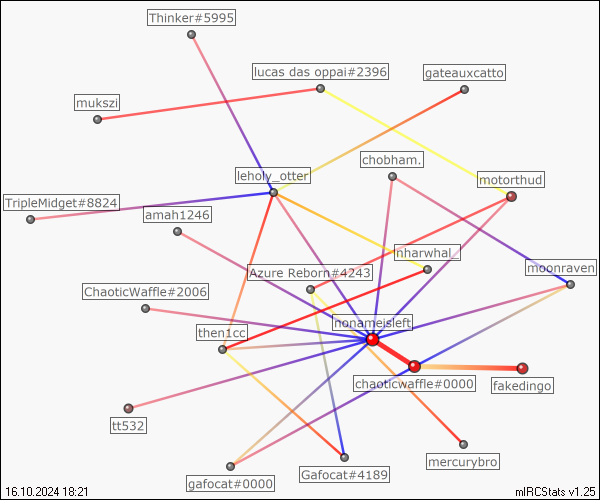 Thinker#5995
lucas das oppai#2396
gateauxcatto
mukszi
chobham.
leholy_otter
motorthud
TripleMidget#8824
amah1246
nharwhal_
Azure Reborn#4243
moonraven
ChaoticWaffle#2006
nonameisleft
then1cc
chaoticwaffle#0000
fakedingo
tt532
mercurybro
Gafocat#4189
gafocat#0000
16.10.2024 18:21
mIRCStats v1.25